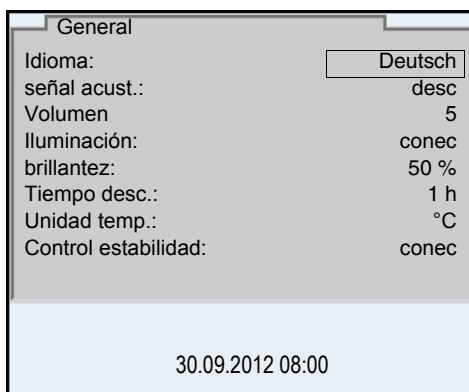 General
Idioma: Deutsch
señal acust.: desc
Volumen 5
Iluminación: conec
brillantez: 50 %
Tiempo desc.: 1 h
Unidad temp.: °C
Control estabilidad: conec
30.09.2012 08:00